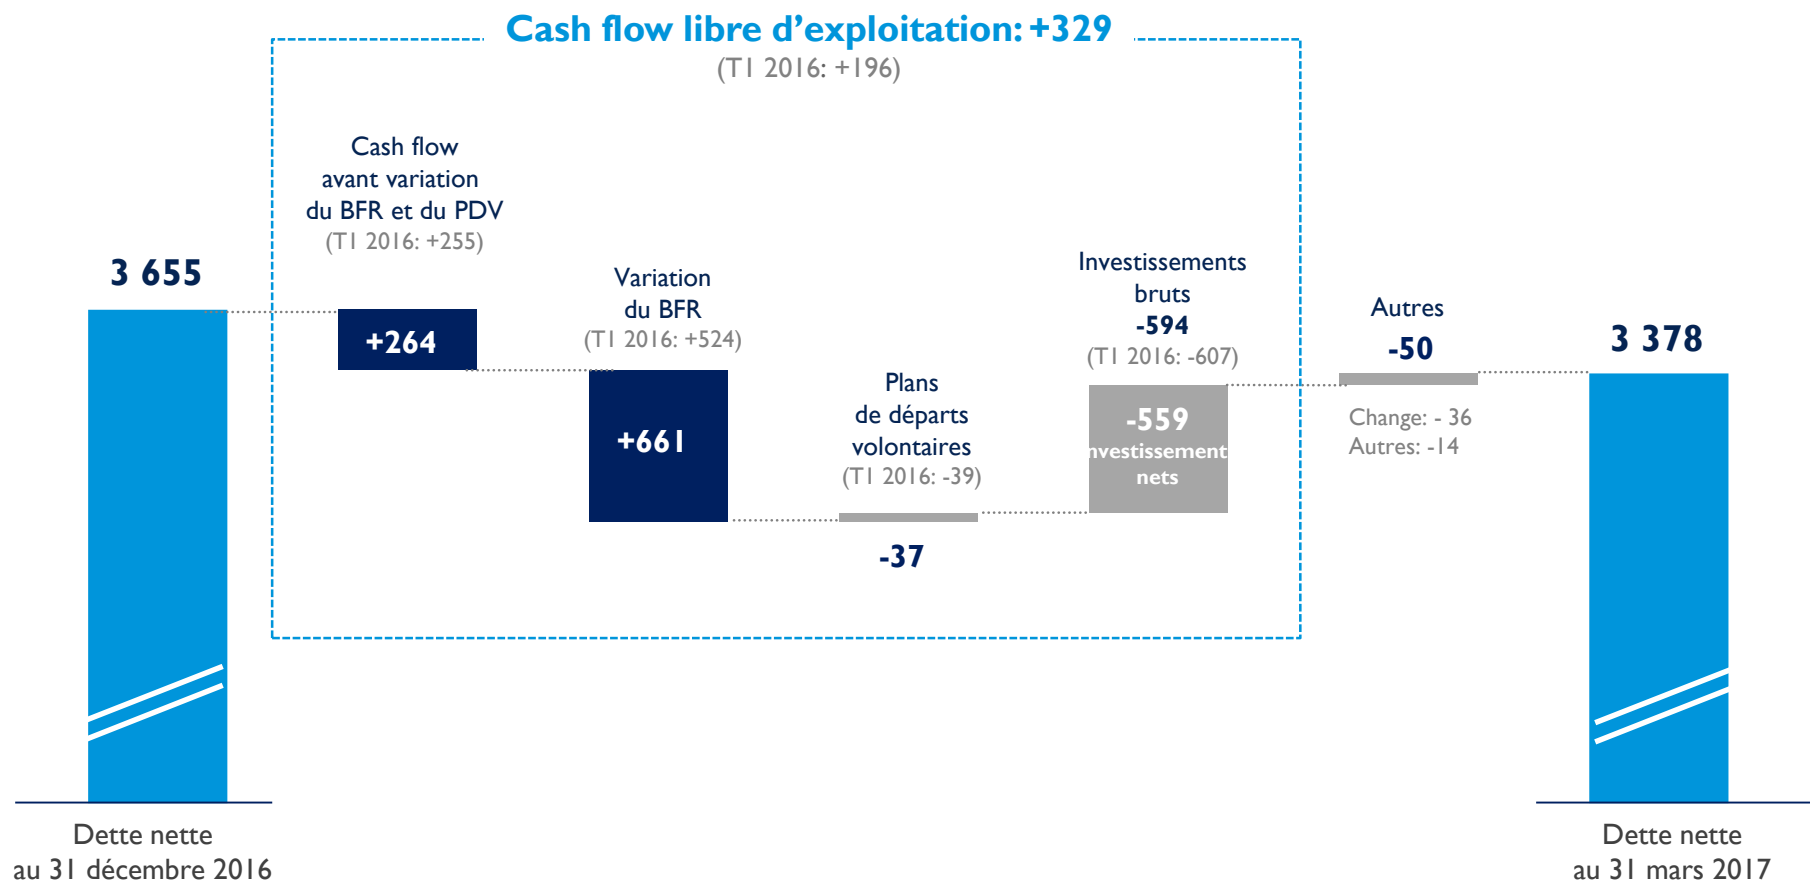 Cash flow libre d’exploitation: +329
(T1 2016: +196)
3 655
Cash flow
avant variation
du BFR et du PDV
(T1 2016: +255)
+264
Variation
du BFR
(T1 2016: +524)
+661
Plans
de départs
volontaires
(T1 2016: -39)
-37
Investissements
bruts
-594
(T1 2016: -607)
-559
nvestissement
nets
Autres
-50
Change: - 36
Autres: -14
3 378
Dette nette
au 31 décembre 2016
Dette nette
au 31 mars 2017